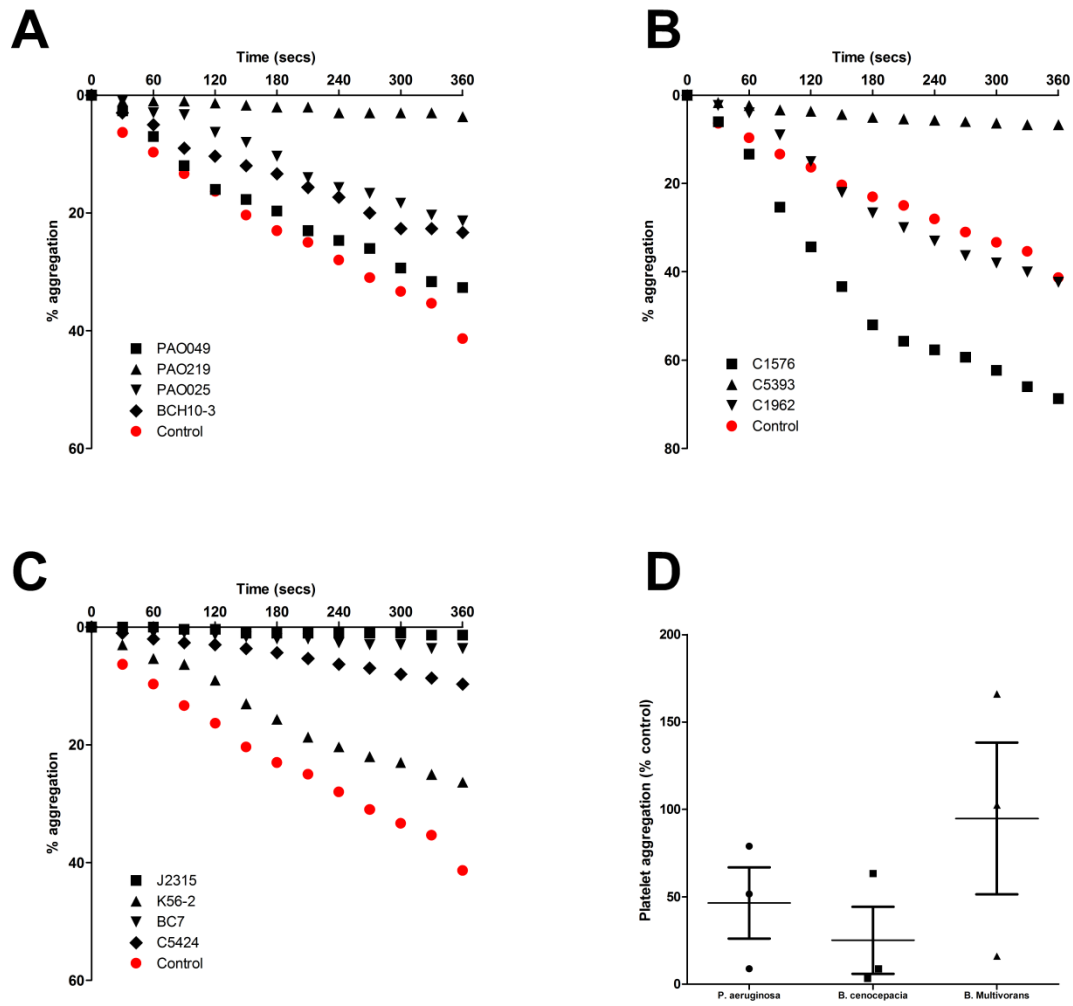 A
Time (secs)
0 60 120 180 240 300 360
0
20
40
60
% aggregation
PAO049
PAO219
PAO025
BCH10-3
Control
B
Time (secs)
0 60 120 180 240 300 360
0
20
40
60
80
% aggregation
C1576
C5393
C1962
Control
C
Time (secs)
0 60 120 180 240 300 360
0
20
40
60
% aggregation
J2315
K56-2
BC7
C5424
Control
D
200
150
100
50
0
Platelet aggregation (% control)
P. aeruginosa B. cenocepacia B. Multivorans